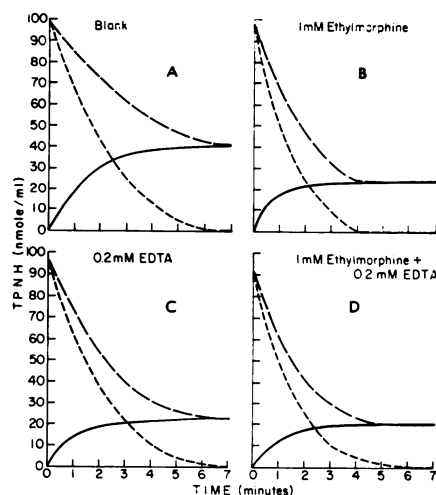 Blank
A
100
90
80
70
60
50
40
30
20
10
0
1mM Ethylmorphine
B
0.2mM EDTA
C
100
90
80
70
60
50
40
30
20
10
0
0 1 2 3 4 5 6 7
1mM Ethylmorphine +
0.2mM EDTA
D
0 1 2 3 4 5 6 7
TPNH (nmole/ml)
TIME (minutes)